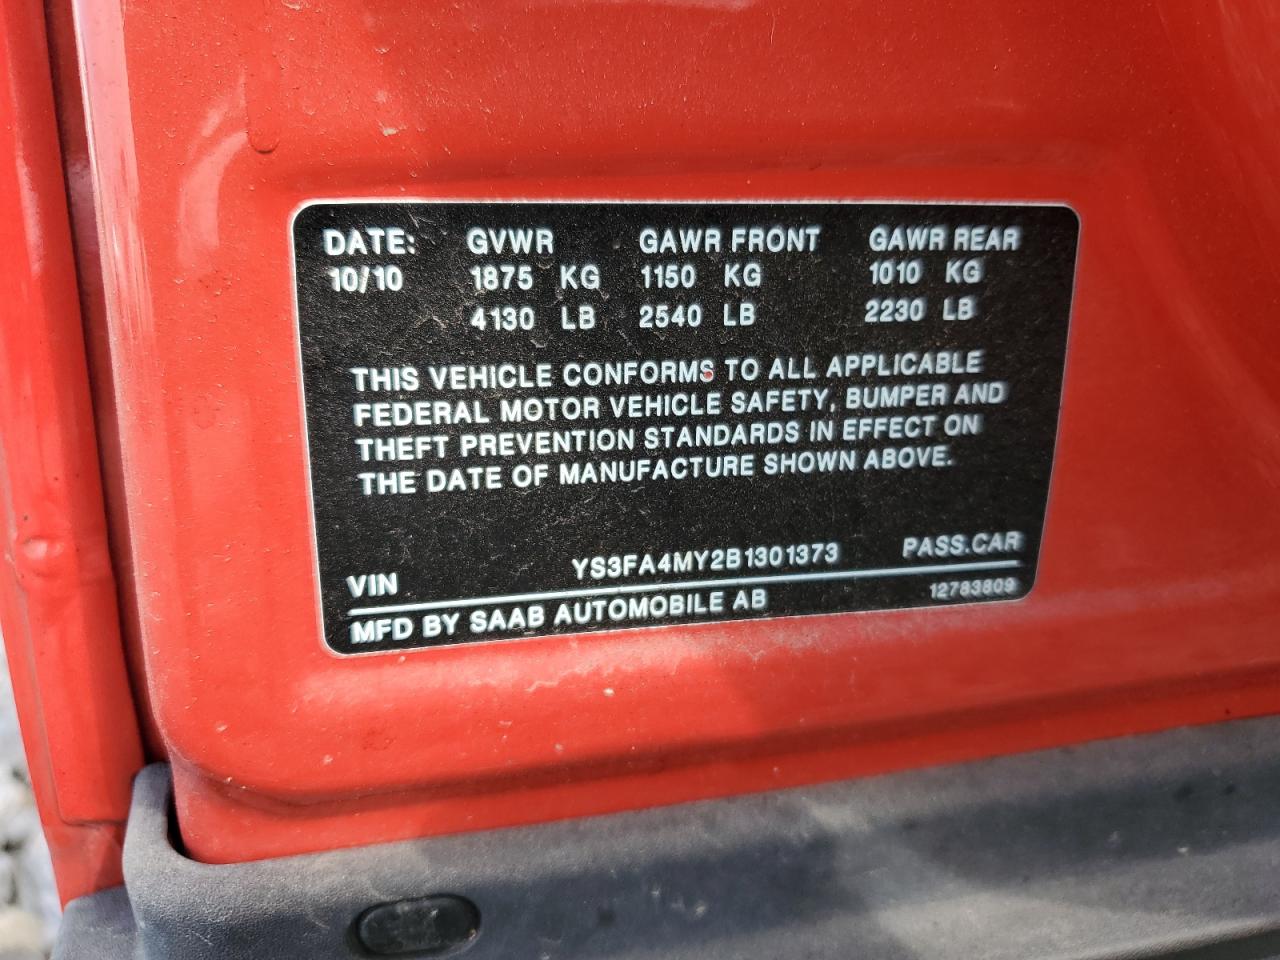 DATE: GVWR GAWR FRONT GAWR REAR
10/10 1875 KG 1150 KG 1010 KG
4130 LB 2540 LB 2230 LB
THIS VEHICLE CONFORMS TO ALL APPLICABLE
FEDERAL MOTOR VEHICLE SAFETY, BUMPER AND
THEFT PREVENTION STANDARDS IN EFFECT ON
THE DATE OF MANUFACTURE SHOWN ABOVE.
VIN YS3FA4MY2B1301373 PASS.CAR
MFD BY SAAB AUTOMOBILE AB 12783809